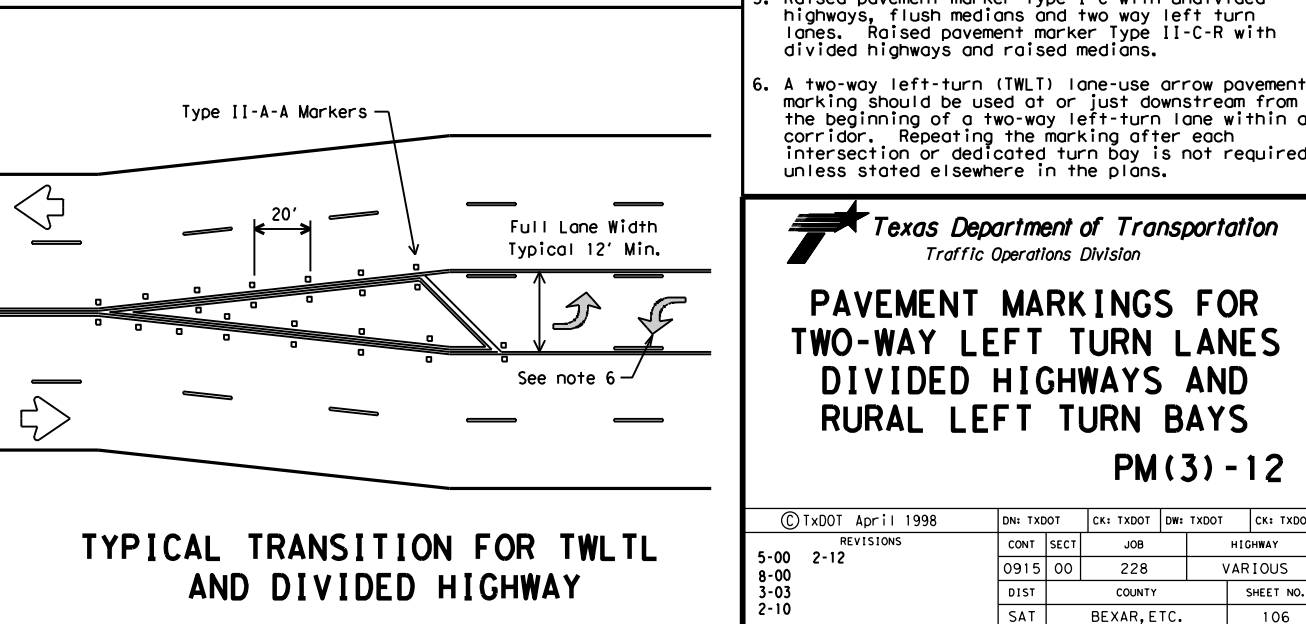 Type II-A-A Markers
20'
Full Lane Width
Typical 12' Min.
See note 6
TYPICAL TRANSITION FOR TWLTL
AND DIVIDED HIGHWAY
highways, flush medians and two way left turn
lanes. Raised pavement marker Type II-C-R with
divided highways and raised medians.
6. A two-way left-turn (TWLT) lane-use arrow pavement
marking should be used at or just downstream from
the beginning of a two-way left-turn lane within a
corridor. Repeating the marking after each
intersection or dedicated turn bay is not required
unless stated elsewhere in the plans.
Texas Department of Transportation
Traffic Operations Division
PAVEMENT MARKINGS FOR
TWO-WAY LEFT TURN LANES
DIVIDED HIGHWAYS AND
RURAL LEFT TURN BAYS
PM(3)-12
© TxDOT April 1998 DN: TXDOT CK: TXDOT DW: TXDOT CK: TXDO
REVISIONS CONT SECT JOB HIGHWAY
5-00 2-12
0915 00 228 VARIOUS
8-00
3-03 DIST COUNTY SHEET NO.
2-10
SAT BEXAR, ETC. 106